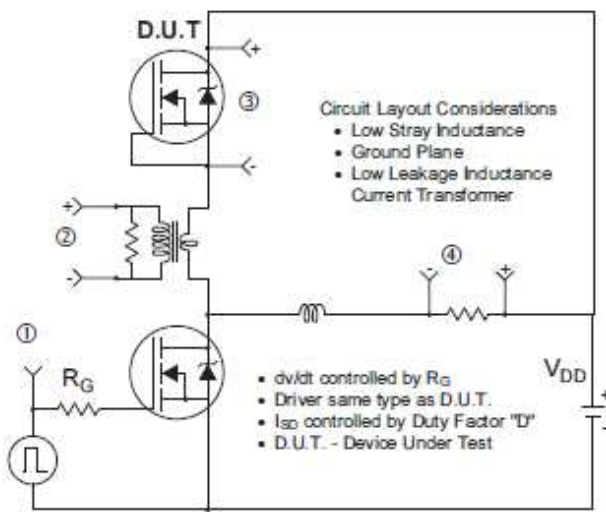 D.U.T
+
③
-
Circuit Layout Considerations
• Low Stray Inductance
• Ground Plane
• Low Leakage Inductance
Current Transformer
+
②
-
④
-
+
①
RG
VDD
+
-
• dv/dt controlled by RG
• Driver same type as D.U.T.
• ISD controlled by Duty Factor "D"
• D.U.T. - Device Under Test